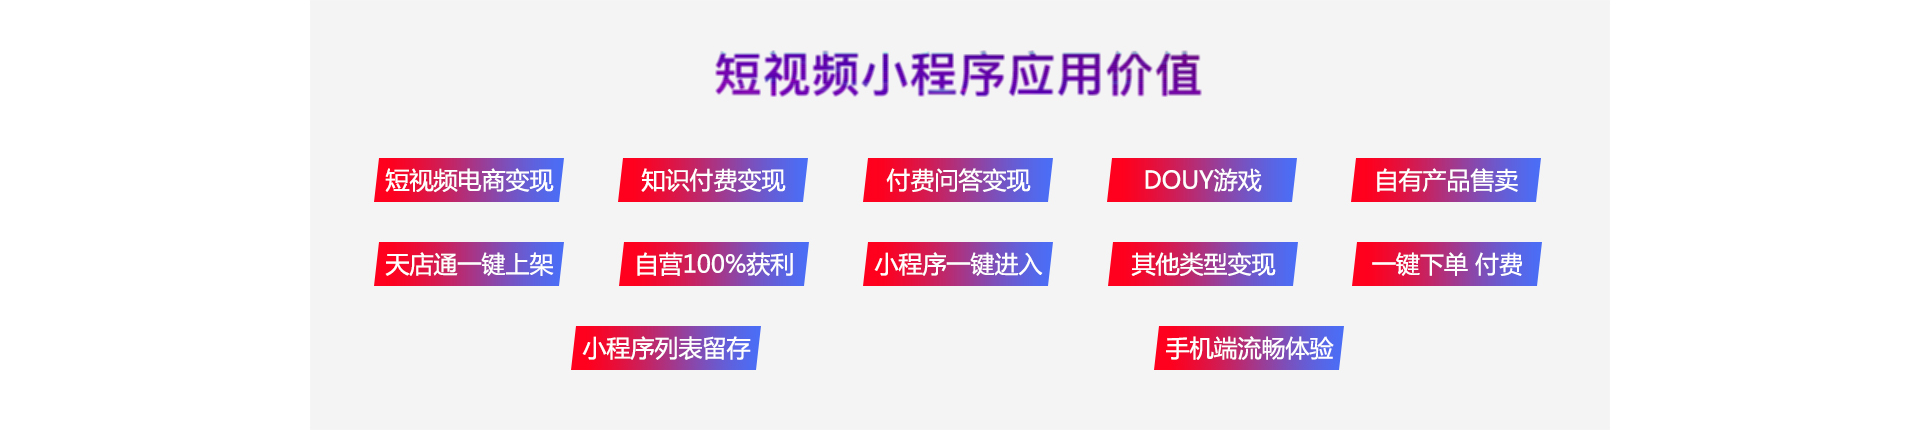 短视频小程序应用价值
短视频电商变现 知识付费变现 付费问答变现 DOUY游戏 自有产品售卖
天店通一键上架 自营100%获利 小程序一键进入 其他类型变现 一键下单 付费
小程序列表留存 手机端流畅体验